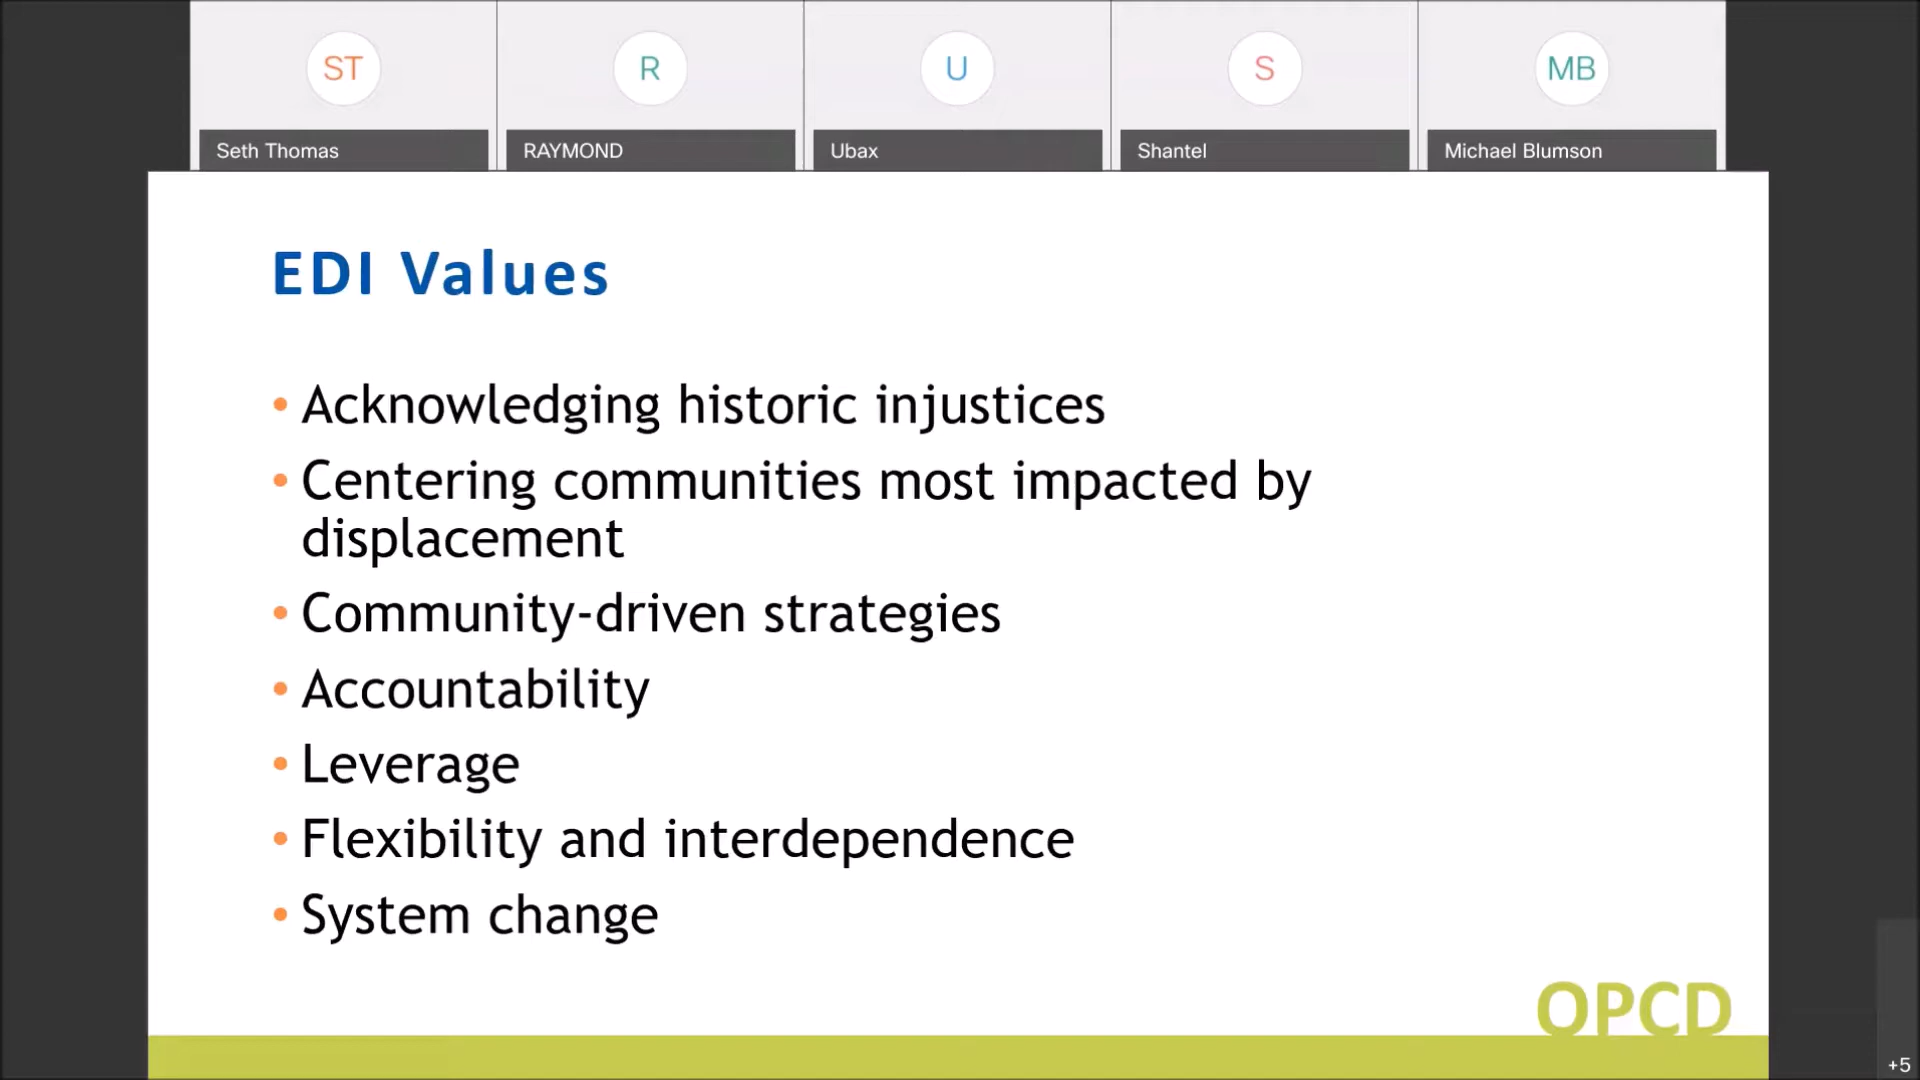 ST
R
U
S
MB
Seth Thomas
RAYMOND
Ubax
Shantel
Michael Blumson
EDI Values
• Acknowledging historic injustices
• Centering communities most impacted by
displacement
• Community-driven strategies
• Accountability
• Leverage
• Flexibility and interdependence
• System change
OPCD
+5